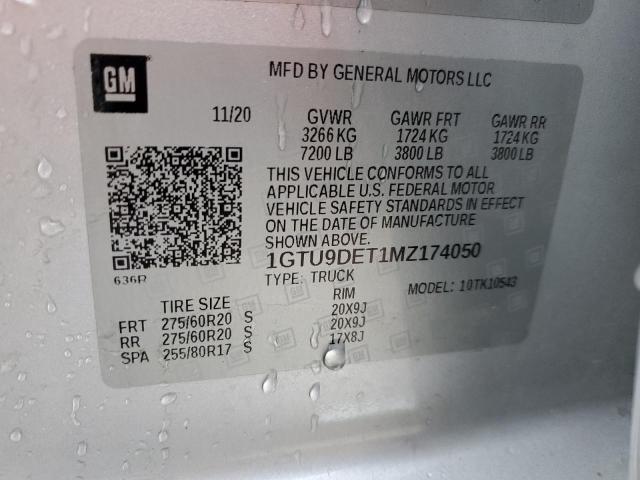 GM
MFD BY GENERAL MOTORS LLC
11/20 GVWR GAWR FRT GAWR RR
3266 KG 1724 KG 1724 KG
7200 LB 3800 LB 3800 LB
THIS VEHICLE CONFORMS TO ALL
APPLICABLE U.S. FEDERAL MOTOR
VEHICLE SAFETY STANDARDS IN EFFECT
ON THE DATE OF MANUFACTURE
SHOWN ABOVE.
1GTU9DET1MZ174050
636R
TYPE: TRUCK MODEL: 10TK10543
TIRE SIZE RIM
FRT 275/60R20 S 20X9J
RR 275/60R20 S 20X9J
SPA 255/80R17 S 17X8J